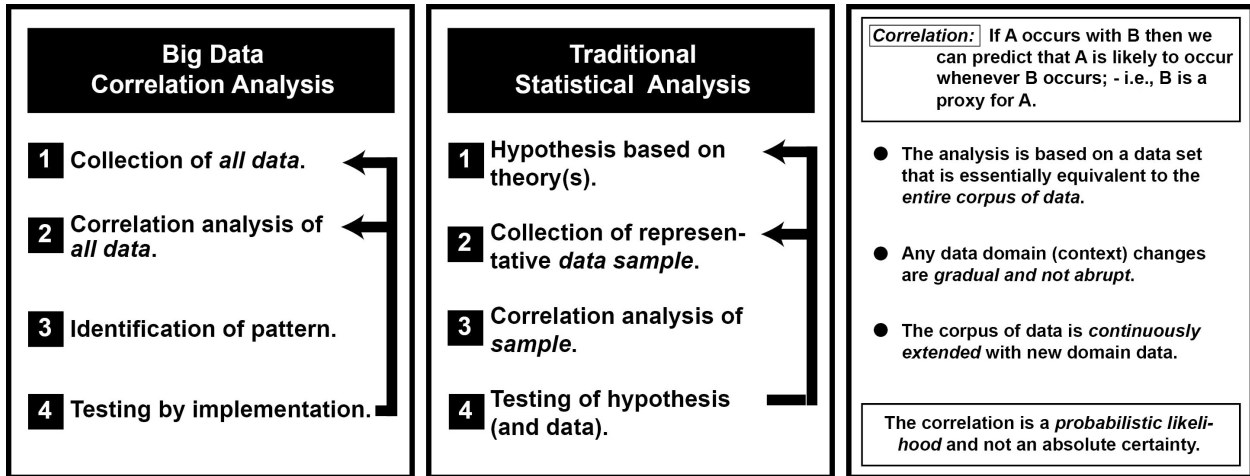 Big Data
Correlation Analysis
1 Collection of all data.
2 Correlation analysis of
all data.
3 Identification of pattern.
4 Testing by implementation.
Traditional
Statistical Analysis
1 Hypothesis based on
theory(s).
2 Collection of represen-
tative data sample.
3 Correlation analysis of
sample.
4 Testing of hypothesis
(and data).
Correlation: If A occurs with B then we
can predict that A is likely to occur
whenever B occurs; - i.e., B is a
proxy for A.
● The analysis is based on a data set
that is essentially equivalent to the
entire corpus of data.
● Any data domain (context) changes
are gradual and not abrupt.
● The corpus of data is continuously
extended with new domain data.
The correlation is a probabilistic likeli-
hood and not an absolute certainty.